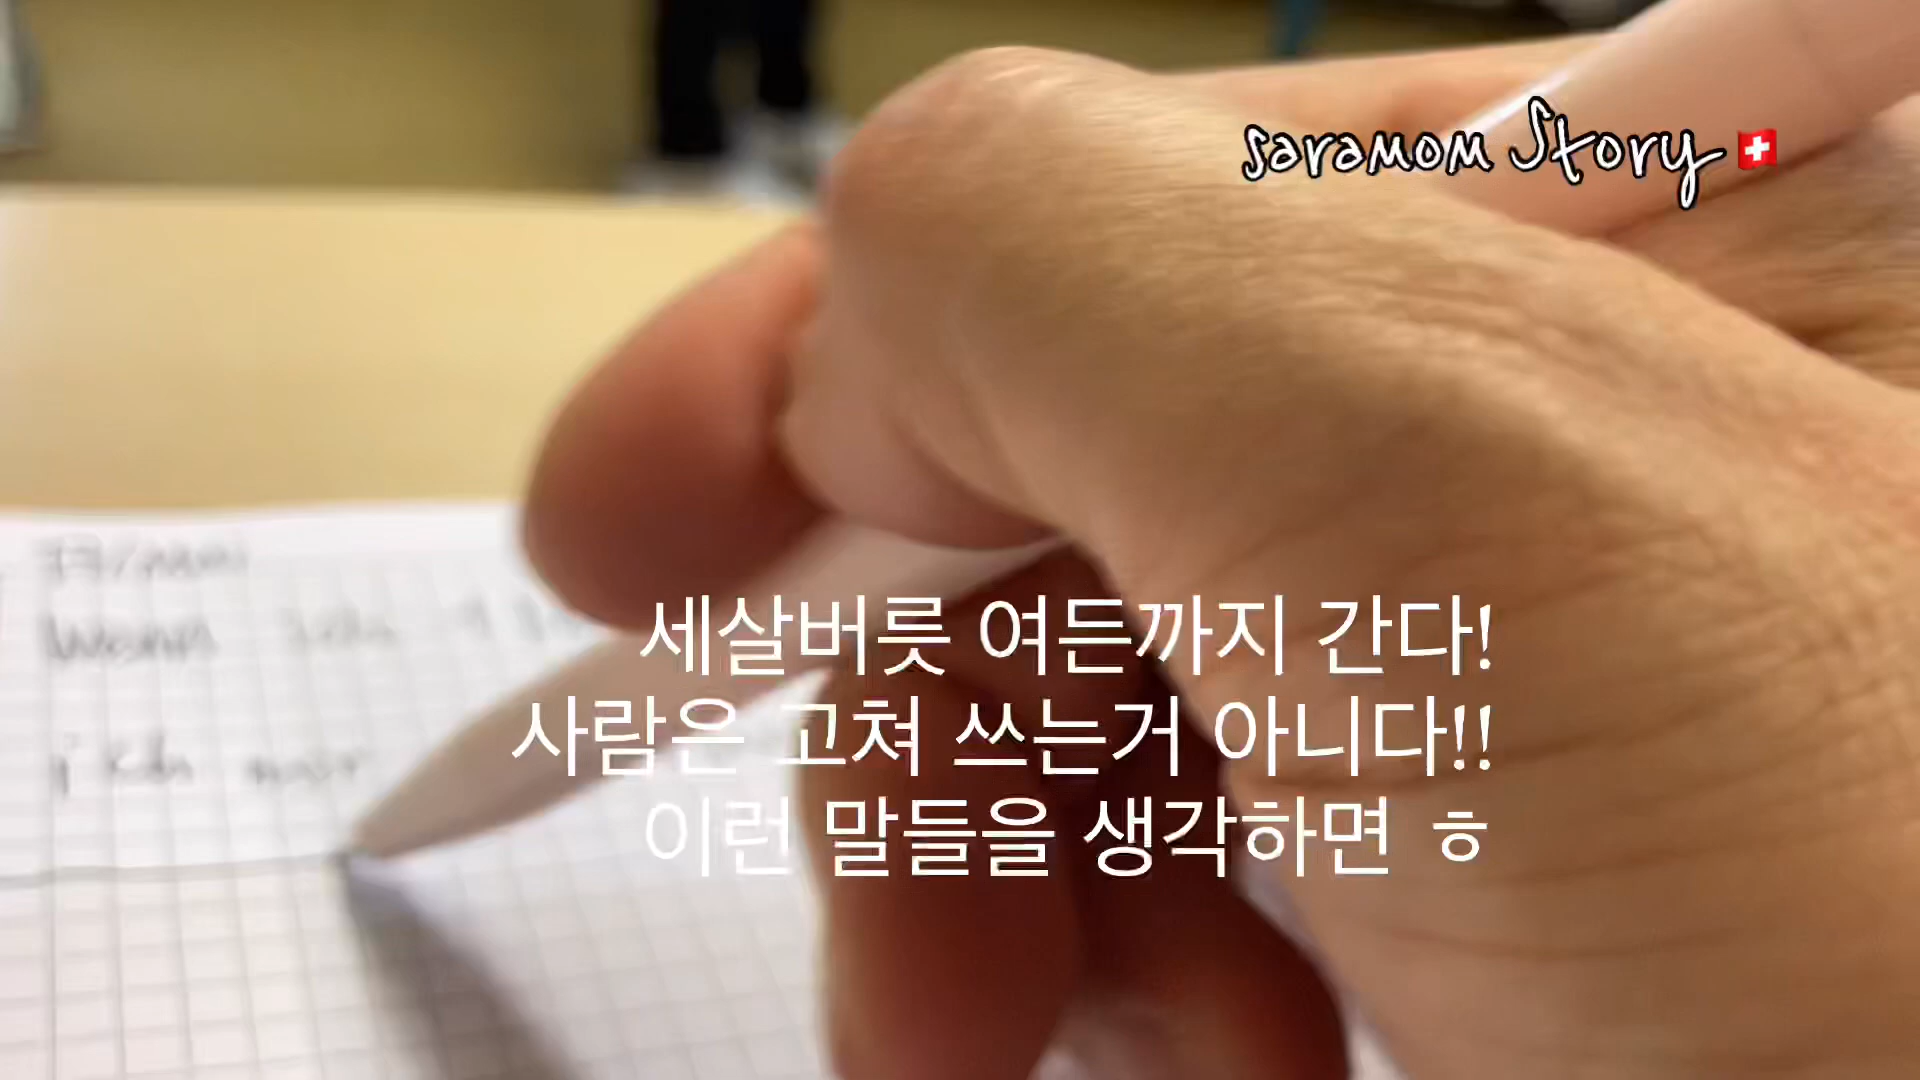 saramom Story
세살버릇 여든까지 간다!
사람은 고쳐 쓰는거 아니다!!
이런 말들을 생각하면 ㅎ
Wenn